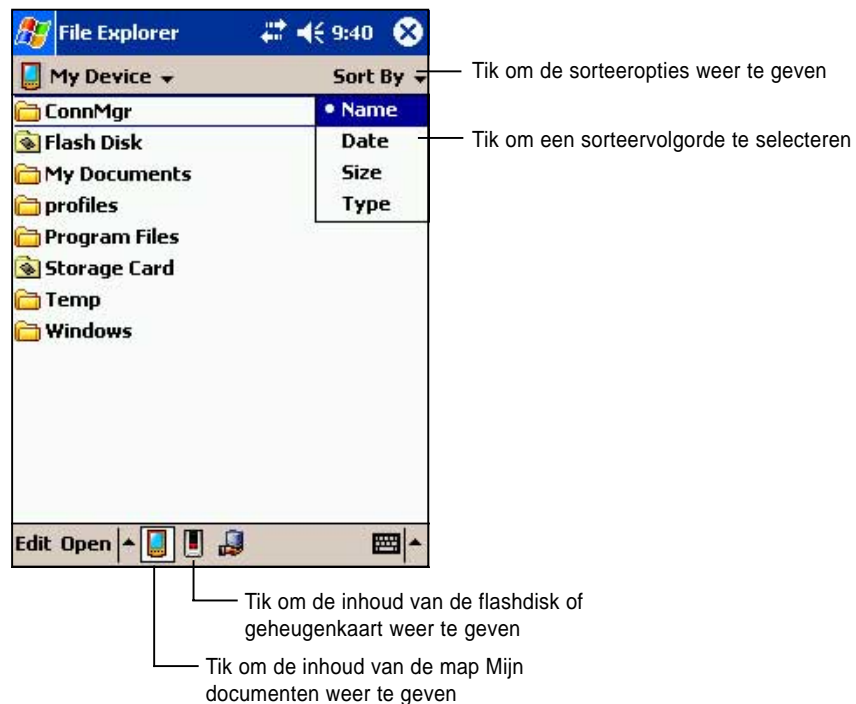 File Explorer 9:40
My Device Sort By
Tik om de sorteeropties weer te geven
ConnMgr
Name
Flash Disk
Date
Tik om een sorteervolgorde te selecteren
My Documents
Size
profiles
Type
Program Files
Storage Card
Temp
Windows
Edit Open
Tik om de inhoud van de flashdisk of
geheugenkaart weer te geven
Tik om de inhoud van de map Mijn
documenten weer te geven